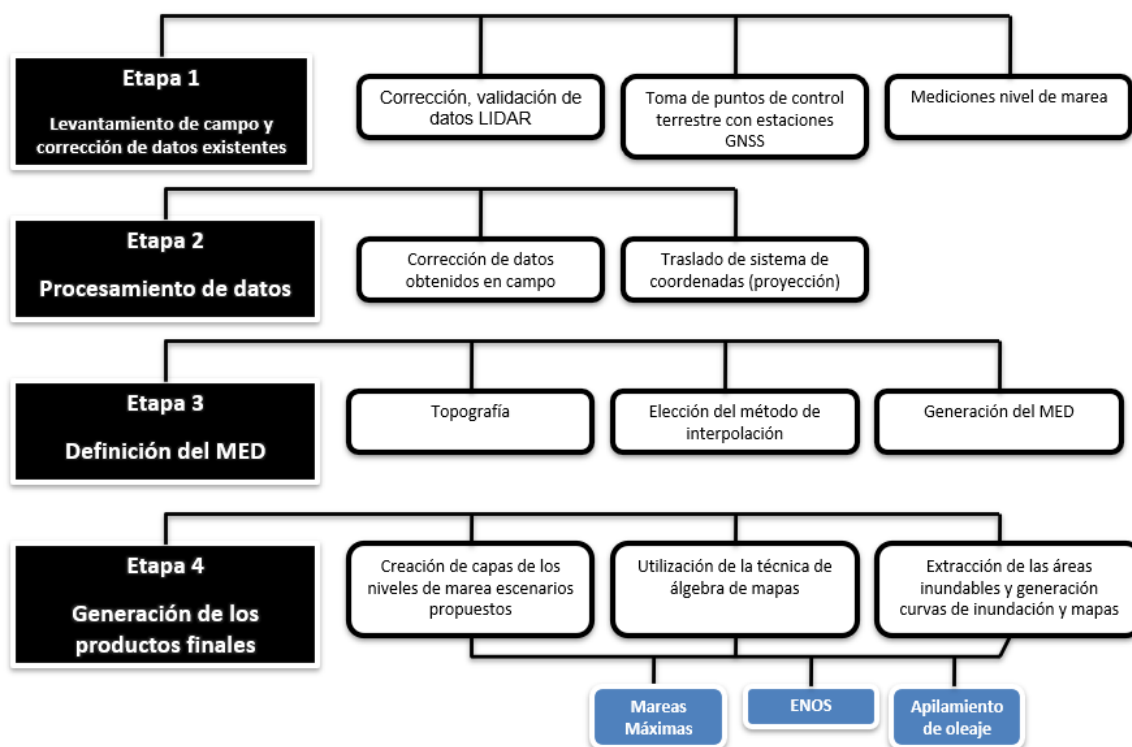 Etapa 1
Levantamiento de campo y
corrección de datos existentes
Corrección, validación de
datos LIDAR
Toma de puntos de control
terrestre con estaciones
GNSS
Mediciones nivel de marea
Etapa 2
Procesamiento de datos
Corrección de datos
obtenidos en campo
Traslado de sistema de
coordenadas (proyección)
Etapa 3
Definición del MED
Topografía
Elección del método de
interpolación
Generación del MED
Etapa 4
Generación de los
productos finales
Creación de capas de los
niveles de marea escenarios
propuestos
Utilización de la técnica de
álgebra de mapas
Extracción de las áreas
inundables y generación
curvas de inundación y mapas
Mareas
Máximas
ENOS
Apilamiento
de oleaje